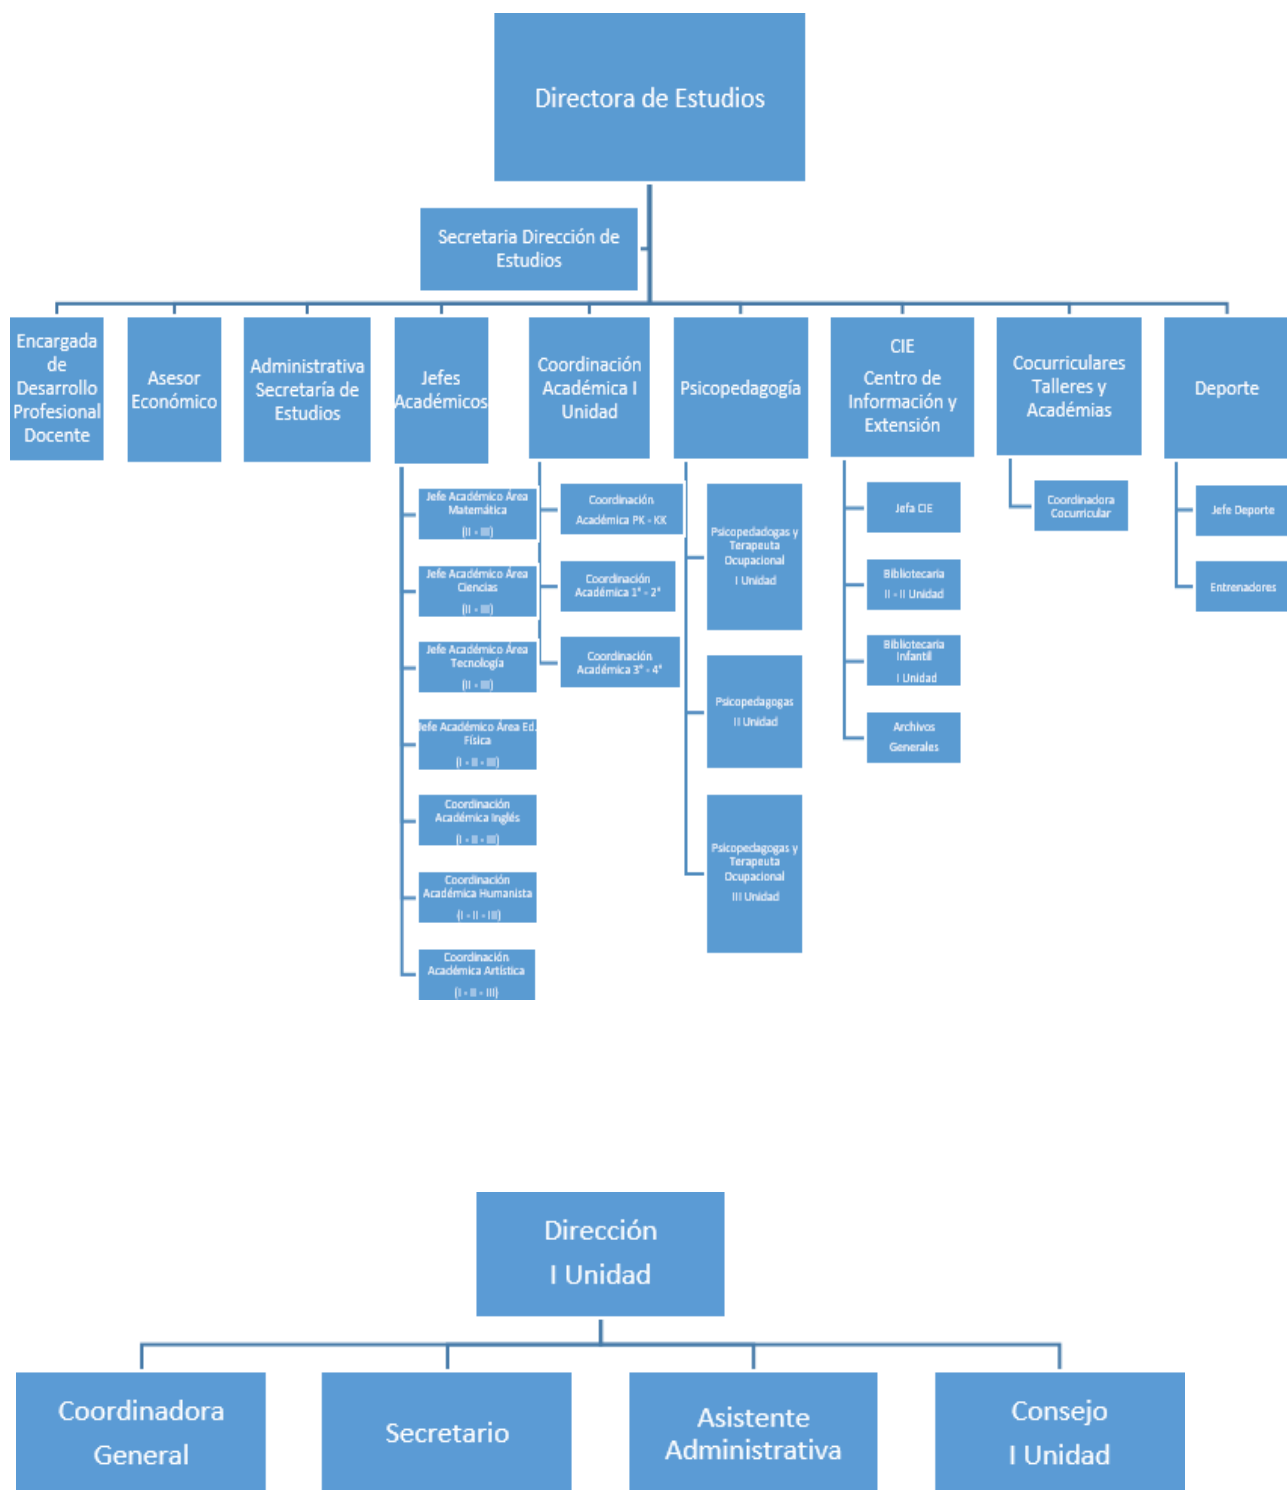 Directora de Estudios
Secretaria Dirección de
Estudios
Encargada
de
Desarrollo
Profesional
Docente
Asesor
Económico
Administrativa
Secretaría de
Estudios
Jefes
Académicos
Coordinación
Académica I
Unidad
Psicopedagogía
CIE
Centro de
Información y
Extensión
Cocurriculares
Talleres y
Académias
Deporte
Jefe Académico Área
Matemática
(II - III)
Jefe Académico Área
Ciencias
(II - III)
Jefe Académico Área
Tecnología
(II - III)
Jefe Académico Área Ed.
Física
(I - II - III)
Coordinación
Académica Inglés
(I - II - III)
Coordinación
Académica Humanista
(I - II - III)
Coordinación
Académica Artística
(I - II - III)
Coordinación
Académica PK - KK
Coordinación
Académica 1° - 2°
Coordinación
Académica 3° - 4°
Psicopedadogas y
Terapeuta
Ocupacional
I Unidad
Psicopedagogas
II Unidad
Psicopedagogas y
Terapeuta
Ocupacional
III Unidad
Jefa CIE
Bibliotecaria
II - II Unidad
Bibliotecaria
Infantil
I Unidad
Archivos
Generales
Coordinadora
Cocurricular
Jefe Deporte
Entrenadores
Dirección
I Unidad
Coordinadora
General
Secretario
Asistente
Administrativa
Consejo
I Unidad